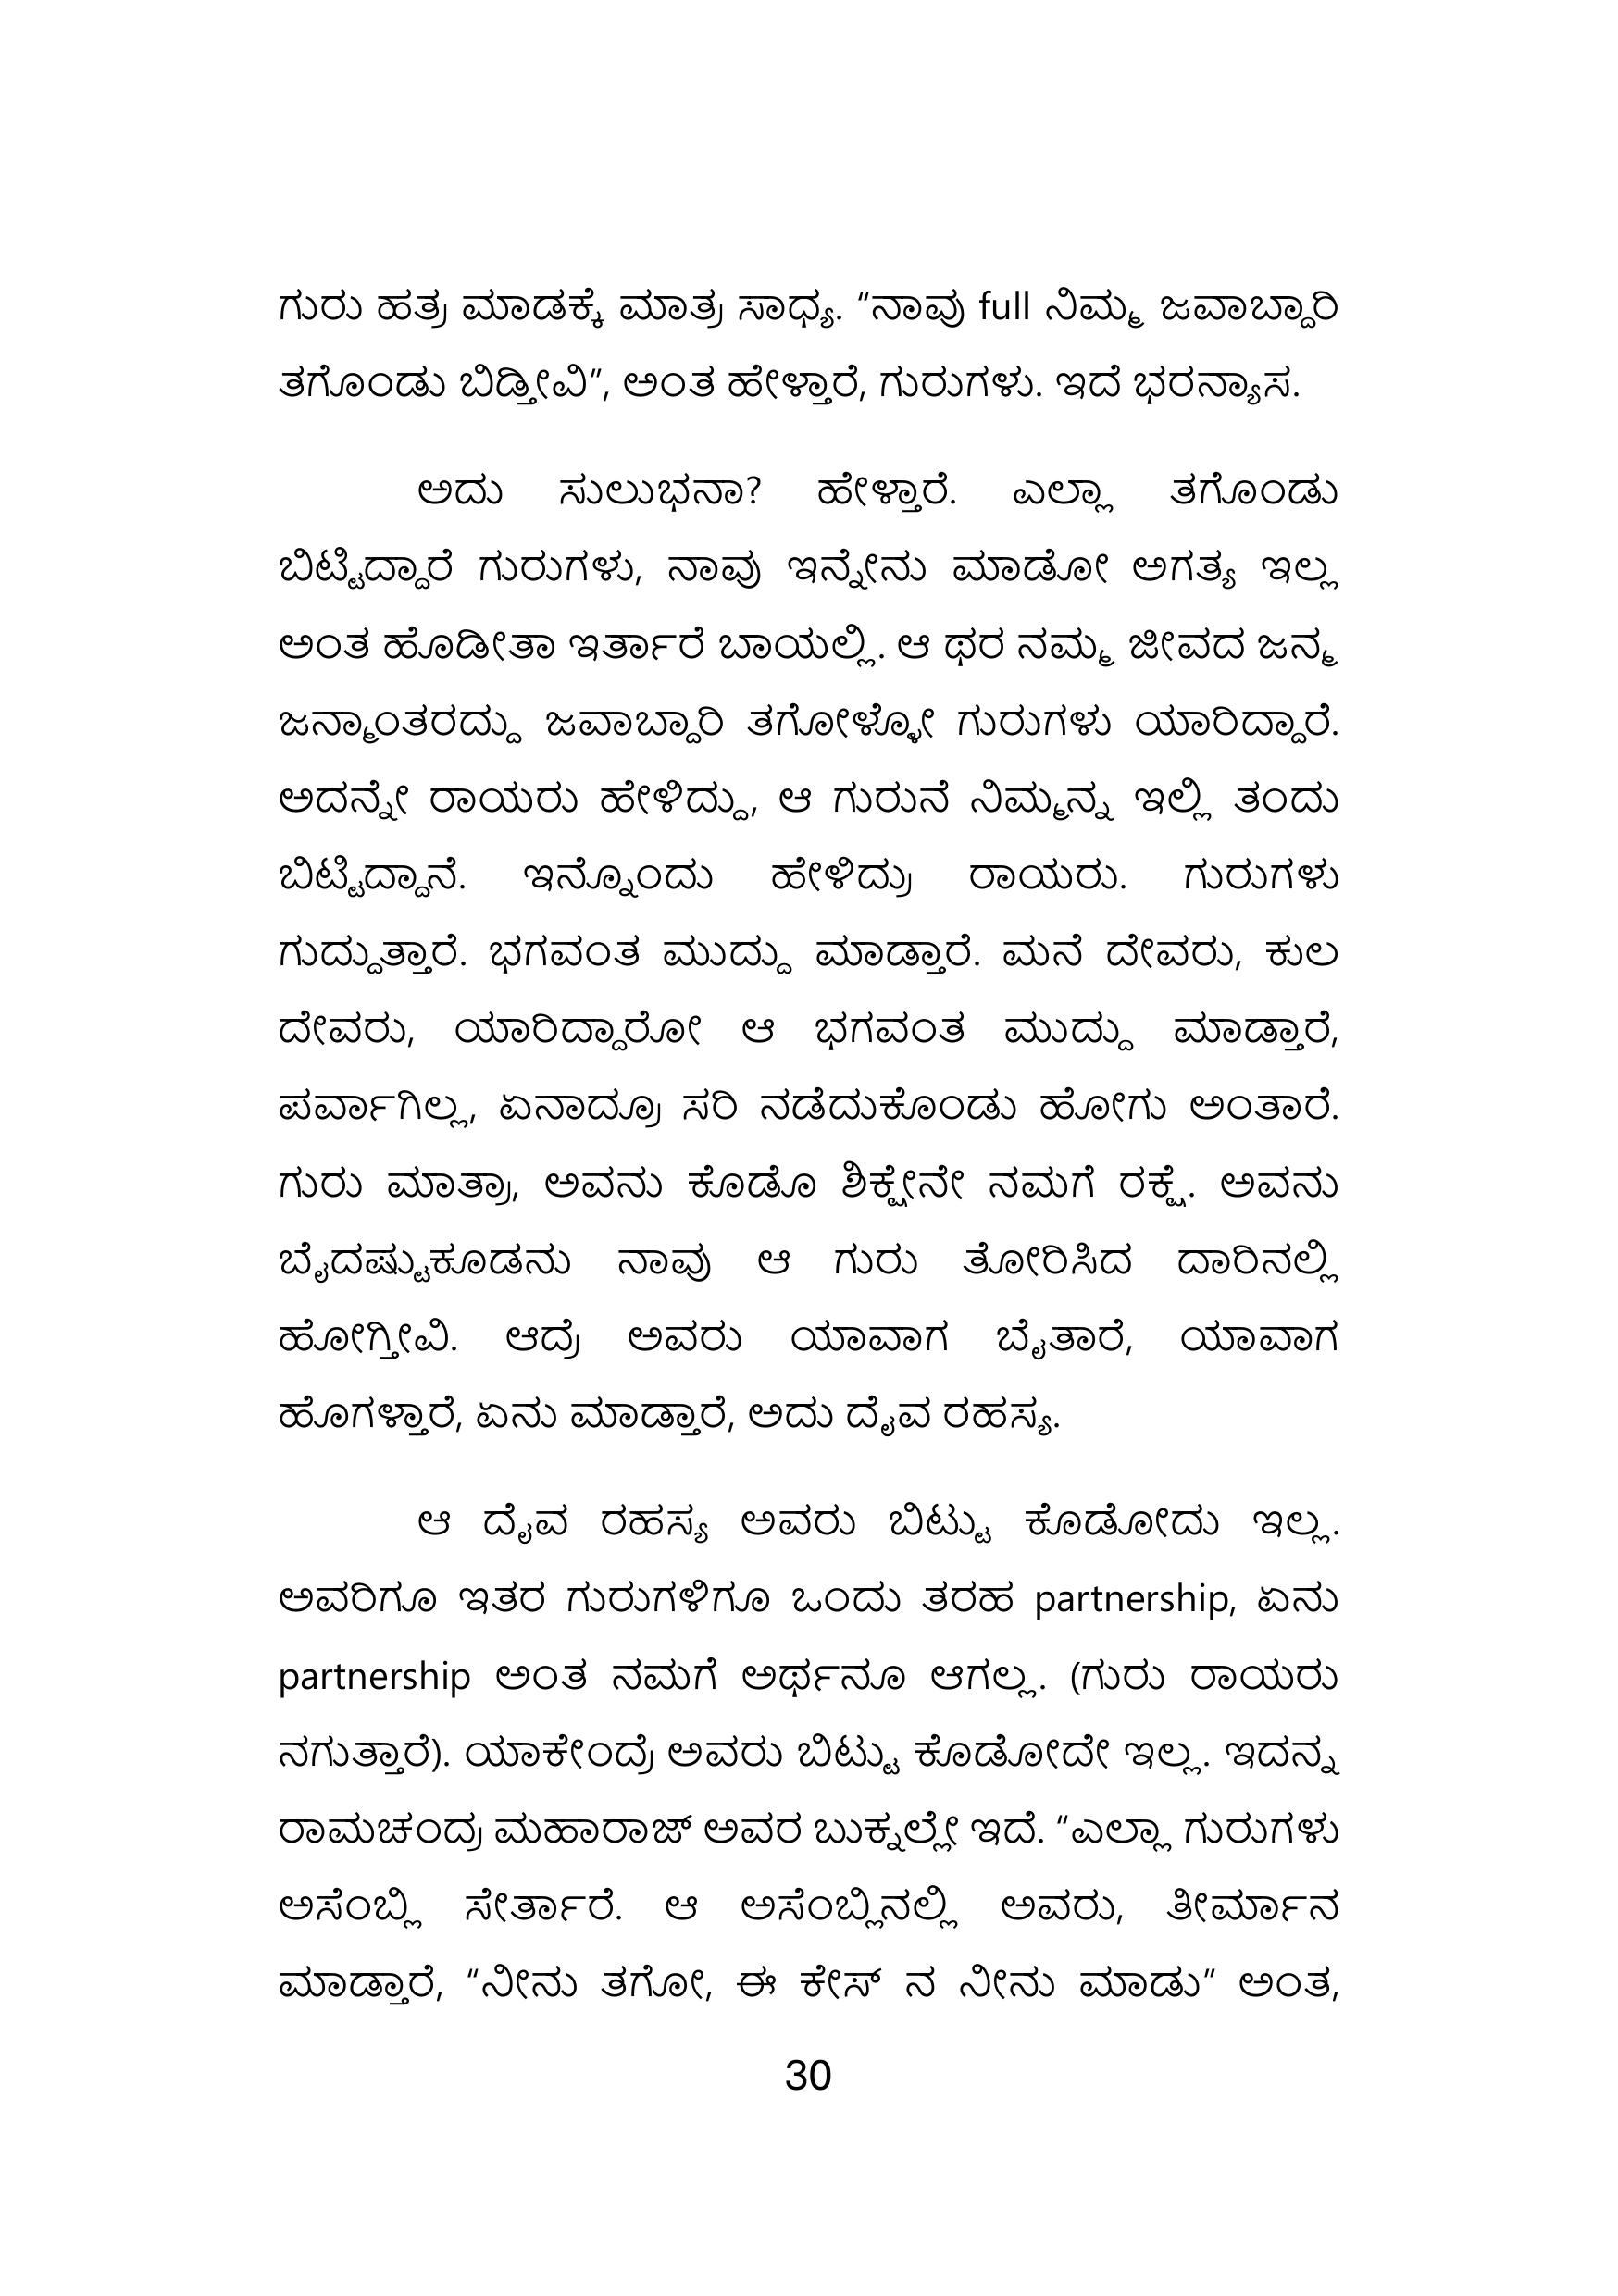 ಗುರು ಹತ್ರ ಮಾಡಕ್ಕೆ ಮಾತ್ರ ಸಾಧ್ಯ. “ನಾವು full ನಿಮ್ಮ ಜವಾಬ್ದಾರಿ
ತಗೊಂಡು ಬಿಡ್ತೀವಿ”, ಅಂತ ಹೇಳ್ತಾರೆ, ಗುರುಗಳು. ಇದೆ ಭರನ್ಯಾಸ.
ಅದು ಸುಲುಭನಾ? ಹೇಳ್ತಾರೆ. ಎಲ್ಲಾ ತಗೊಂಡು
ಬಿಟ್ಟಿದ್ದಾರೆ ಗುರುಗಳು, ನಾವು ಇನ್ನೇನು ಮಾಡೋ ಅಗತ್ಯ ಇಲ್ಲ
ಅಂತ ಹೊಡೀತಾ ಇರ್ತಾರೆ ಬಾಯಲ್ಲಿ. ಆ ಥರ ನಮ್ಮ ಜೀವದ ಜನ್ಮ
ಜನ್ಮಾಂತರದ್ದು ಜವಾಬ್ದಾರಿ ತಗೋಳ್ಳೋ ಗುರುಗಳು ಯಾರಿದ್ದಾರೆ.
ಅದನ್ನೇ ರಾಯರು ಹೇಳಿದ್ದು, ಆ ಗುರುನೆ ನಿಮ್ಮನ್ನ ಇಲ್ಲಿ ತಂದು
ಬಿಟ್ಟಿದ್ದಾನೆ. ಇನ್ನೊಂದು ಹೇಳಿದ್ರು ರಾಯರು. ಗುರುಗಳು
ಗುದ್ದುತ್ತಾರೆ. ಭಗವಂತ ಮುದ್ದು ಮಾಡ್ತಾರೆ. ಮನೆ ದೇವರು, ಕುಲ
ದೇವರು, ಯಾರಿದ್ದಾರೋ ಆ ಭಗವಂತ ಮುದ್ದು ಮಾಡ್ತಾರೆ,
ಪರ್ವಾಗಿಲ್ಲ, ಏನಾದ್ರೂ ಸರಿ ನಡೆದುಕೊಂಡು ಹೋಗು ಅಂತಾರೆ.
ಗುರು ಮಾತ್ರಾ, ಅವನು ಕೊಡೊ ಶಿಕ್ಷೇನೇ ನಮಗೆ ರಕ್ಷೆ. ಅವನು
ಬೈದಷ್ಟುಕೂಡನು ನಾವು ಆ ಗುರು ತೋರಿಸಿದ ದಾರಿನಲ್ಲಿ
ಹೋಗ್ತೀವಿ. ಆದ್ರೆ ಅವರು ಯಾವಾಗ ಬೈತಾರೆ, ಯಾವಾಗ
ಹೊಗಳ್ತಾರೆ, ಏನು ಮಾಡ್ತಾರೆ, ಅದು ದೈವ ರಹಸ್ಯ.
ಆ ದೈವ ರಹಸ್ಯ ಅವರು ಬಿಟ್ಟು ಕೊಡೋದು ಇಲ್ಲ.
ಅವರಿಗೂ ಇತರ ಗುರುಗಳಿಗೂ ಒಂದು ತರಹ partnership, ಏನು
partnership ಅಂತ ನಮಗೆ ಅರ್ಥನೂ ಆಗಲ್ಲ. (ಗುರು ರಾಯರು
ನಗುತ್ತಾರೆ). ಯಾಕೇಂದ್ರೆ ಅವರು ಬಿಟ್ಟು ಕೊಡೋದೇ ಇಲ್ಲ. ಇದನ್ನ
ರಾಮಚಂದ್ರ ಮಹಾರಾಜ್ ಅವರ ಬುಕ್ನಲ್ಲೇ ಇದೆ. “ಎಲ್ಲಾ ಗುರುಗಳು
ಅಸೆಂಬ್ಲಿ ಸೇರ್ತಾರೆ. ಆ ಅಸೆಂಬ್ಲಿನಲ್ಲಿ ಅವರು, ತೀರ್ಮಾನ
ಮಾಡ್ತಾರೆ, “ನೀನು ತಗೋ, ಈ ಕೇಸ್ ನ ನೀನು ಮಾಡು” ಅಂತ,
30